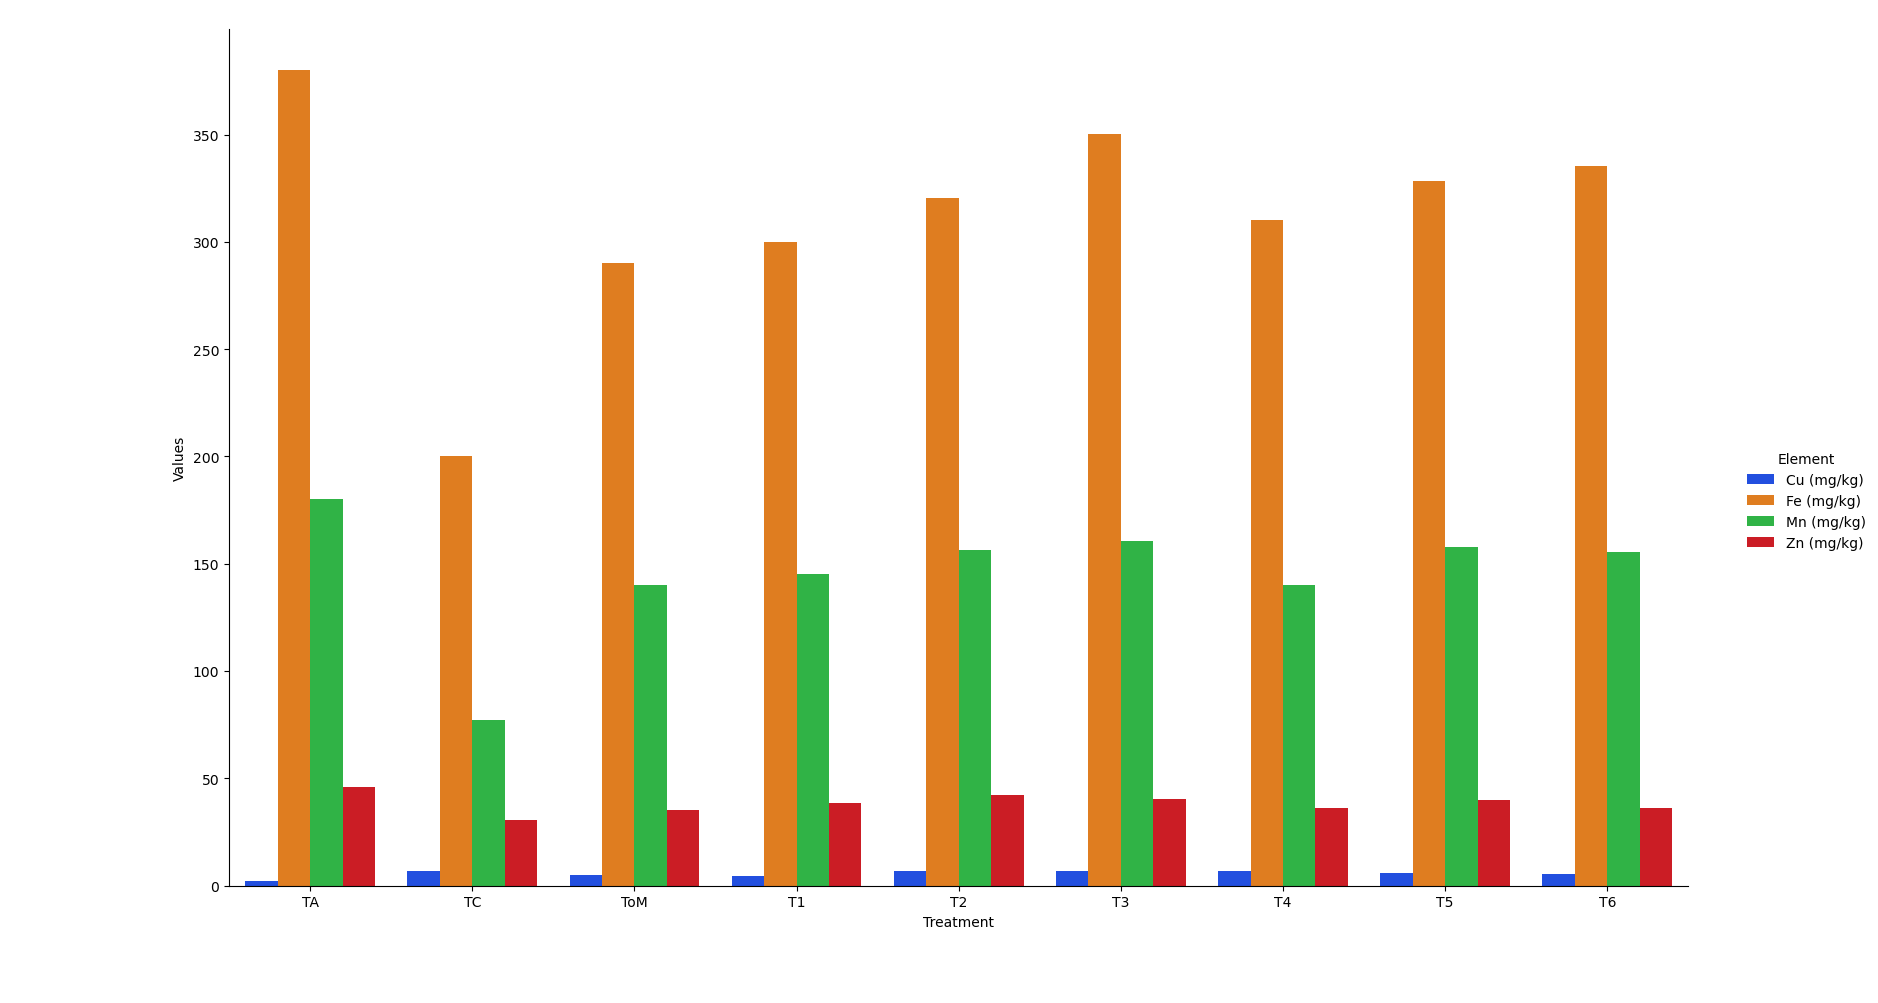 350
300
250
200
150
100
50
0
Values
TA TC ToM T1 T2 T3 T4 T5 T6
Treatment
Element
Cu (mg/kg)
Fe (mg/kg)
Mn (mg/kg)
Zn (mg/kg)